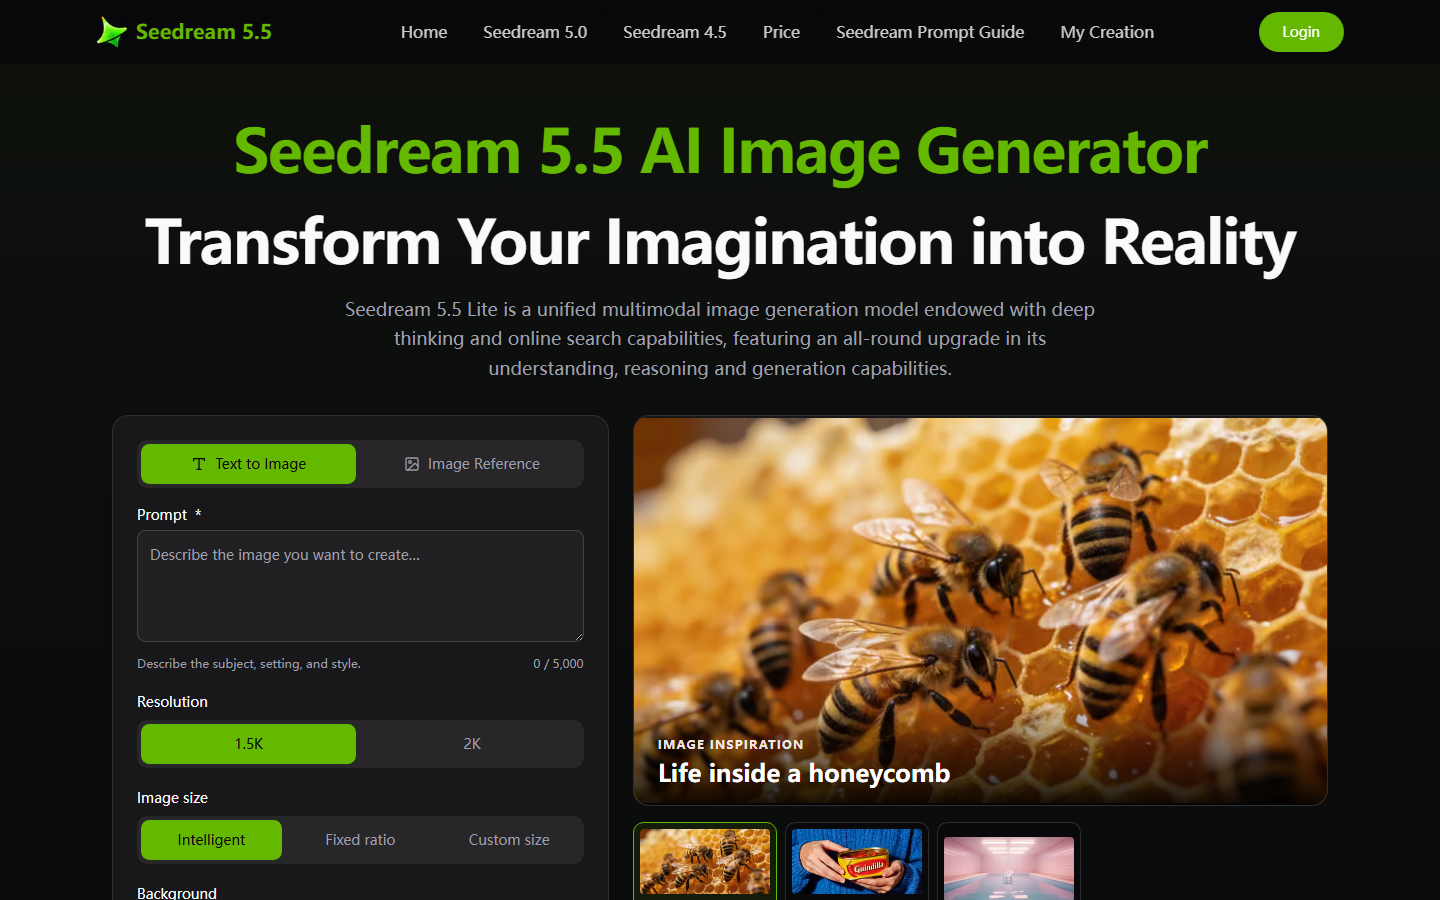 Seedream 5.5
Home
Seedream 5.0
Seedream 4.5
Price
Seedream Prompt Guide
My Creation
Login
Seedream 5.5 AI Image Generator
Transform Your Imagination into Reality
Seedream 5.5 Lite is a unified multimodal image generation model endowed with deep
thinking and online search capabilities, featuring an all-round upgrade in its
understanding, reasoning and generation capabilities.
Text to Image
Image Reference
Prompt *
Describe the image you want to create...
Describe the subject, setting, and style.
0 / 5,000
Resolution
1.5K
2K
Image size
Intelligent
Fixed ratio
Custom size
Background
IMAGE INSPIRATION
Life inside a honeycomb
Guindilla